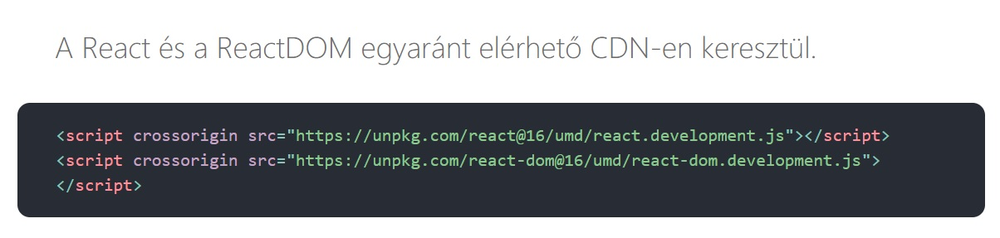 A React és a ReactDOM egyaránt elérhető CDN-en keresztül.
<script crossorigin src="https://unpkg.com/react@16/umd/react.development.js"></script>
<script crossorigin src="https://unpkg.com/react-dom@16/umd/react-dom.development.js">
</script>